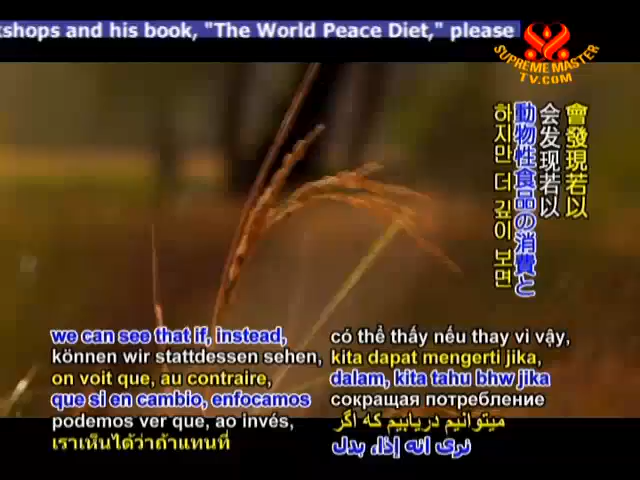 kshops and his book, "The World Peace Diet," please
SUPREME MASTER
TV.COM
會發現若以
会发现若以
動物性食品の消費と
하지만 더 깊이 보면
we can see that if, instead,
können wir stattdessen sehen,
on voit que, au contraire,
que si en cambio, enfocamos
podemos ver que, ao invés,
เราเห็นได้ว่าถ้าแทนที่
có thể thấy nếu thay vì vậy,
kita dapat mengerti jika,
dalam, kita tahu bhw jika
сокращая потребление
میتوانیم دریابیم که اگر
نرى انه إذا، بدل